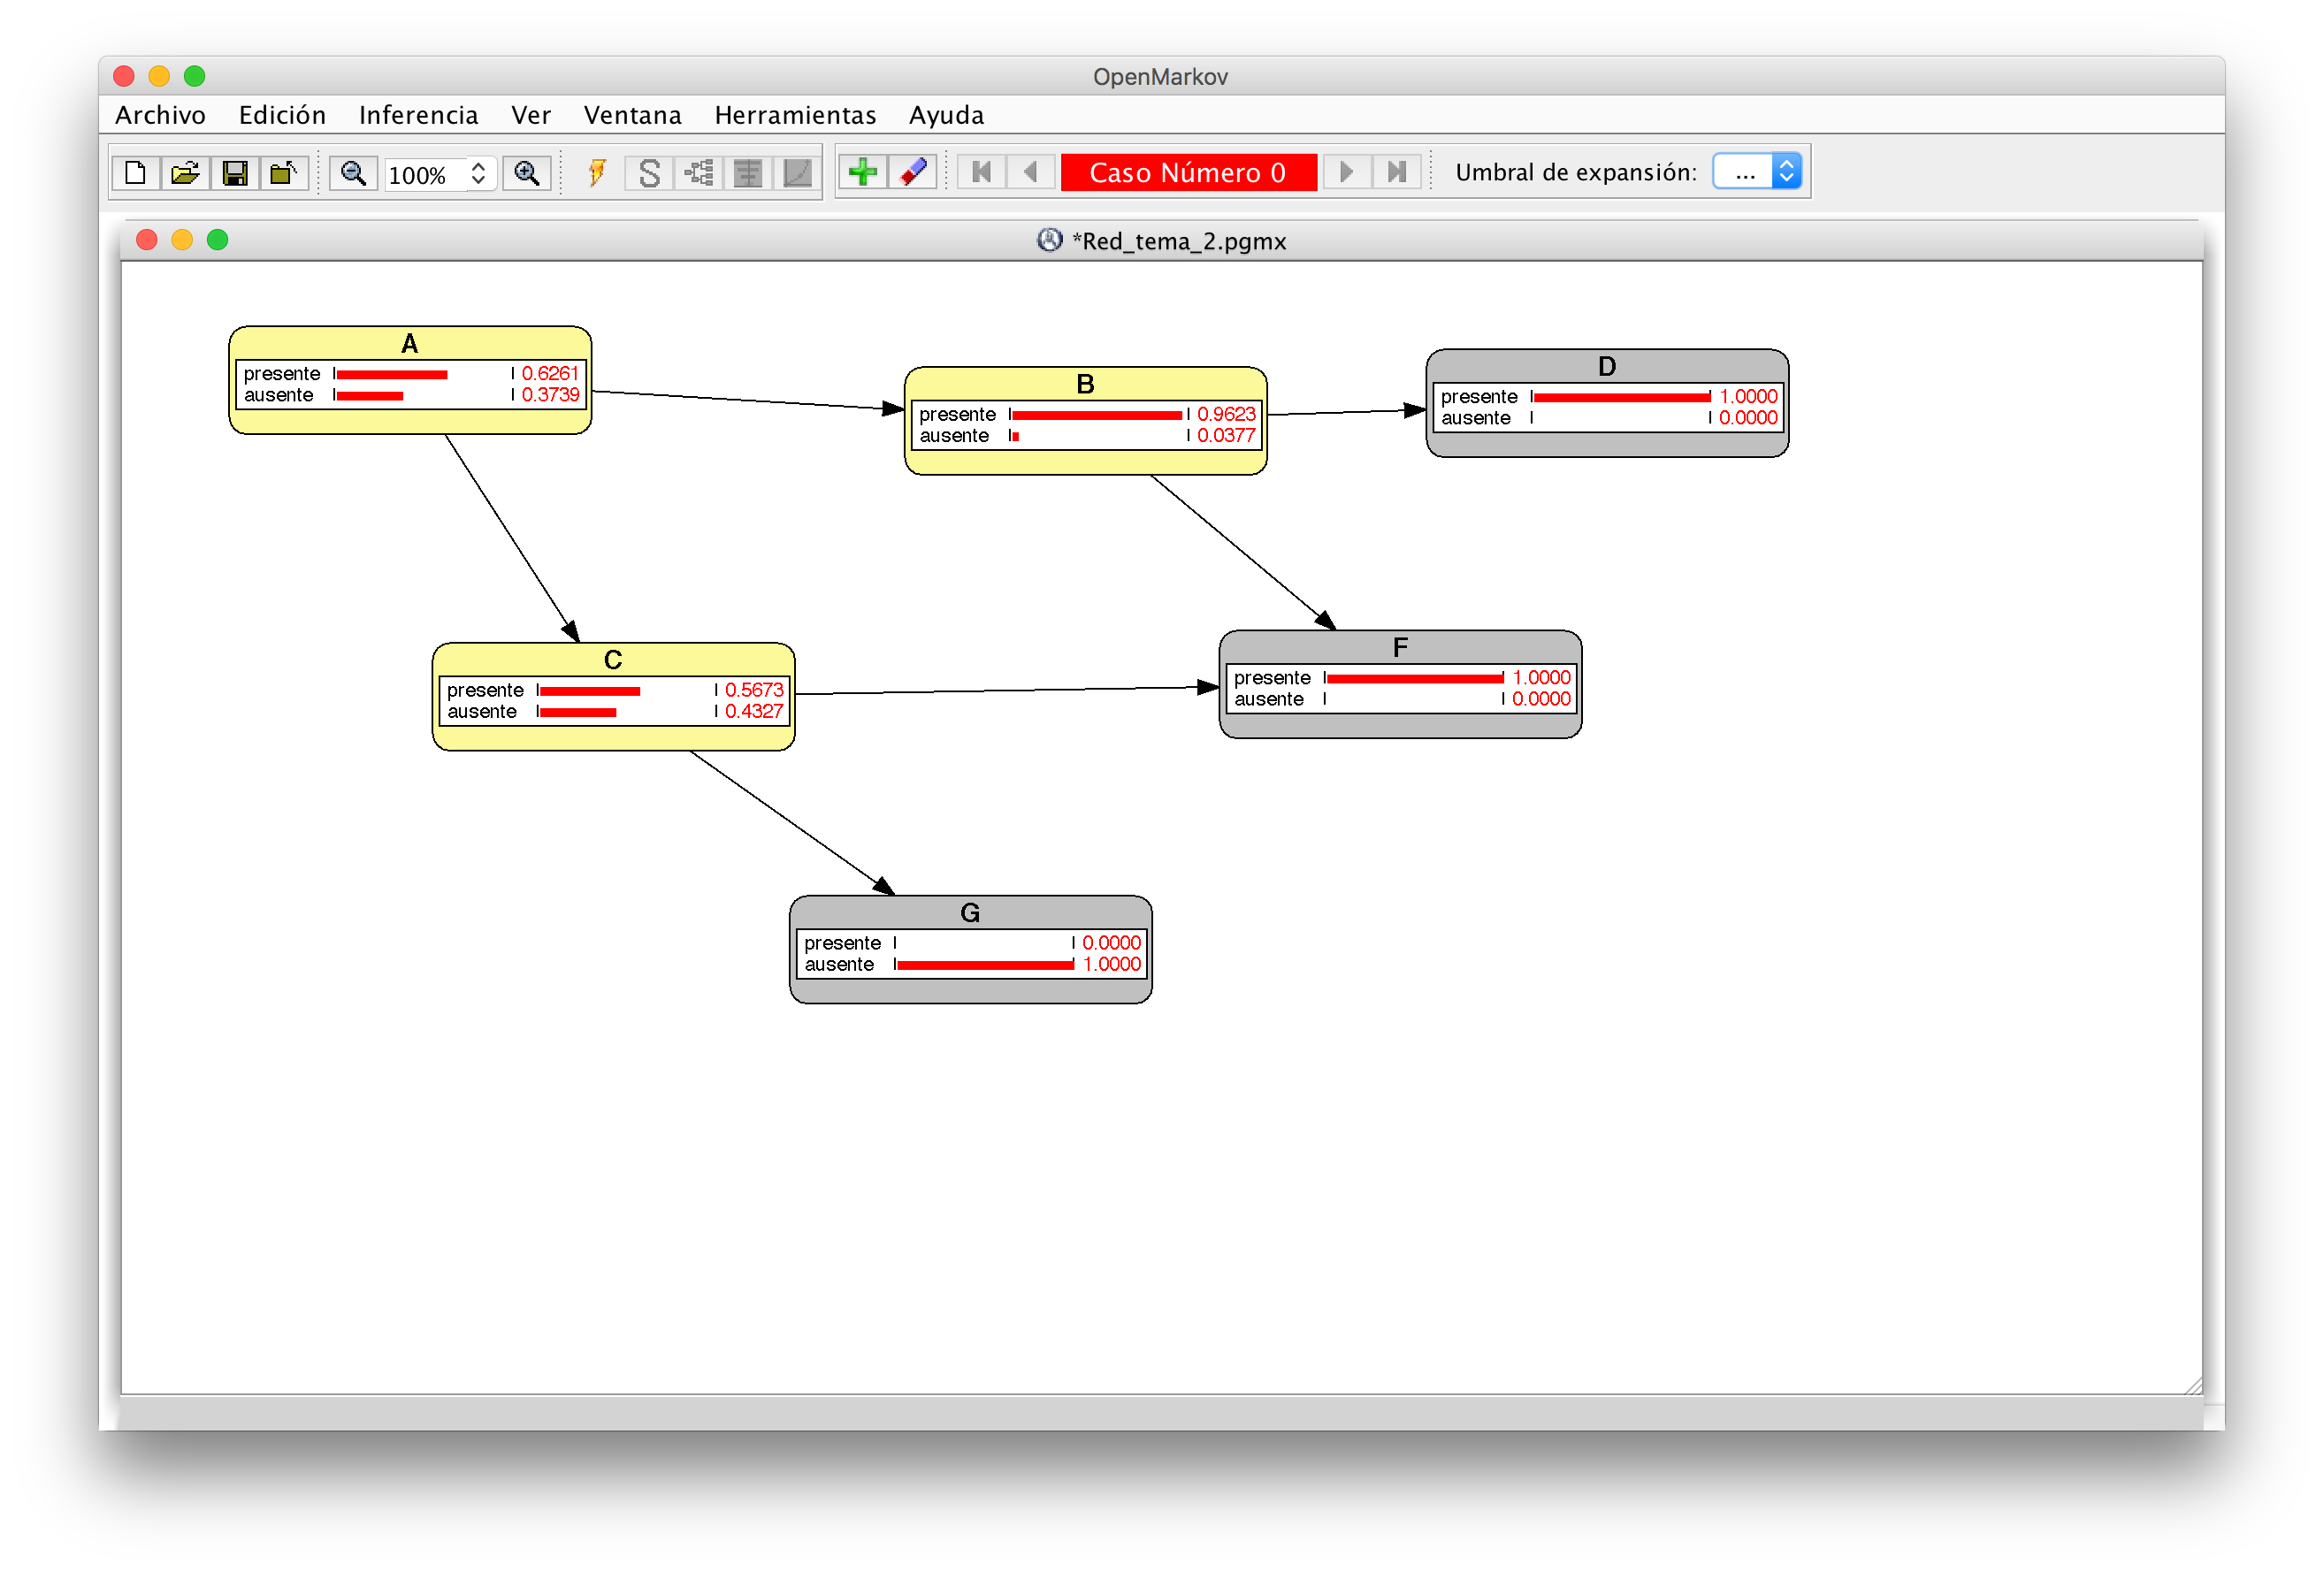 OpenMarkov
Archivo Edición Inferencia Ver Ventana Herramientas Ayuda
100% S Caso Número 0 Umbral de expansión: ...
*Red_tema_2.pgmx
A
presente 0.6261
ausente 0.3739
B
presente 0.9623
ausente 0.0377
D
presente 1.0000
ausente 0.0000
C
presente 0.5673
ausente 0.4327
F
presente 1.0000
ausente 0.0000
G
presente 0.0000
ausente 1.0000